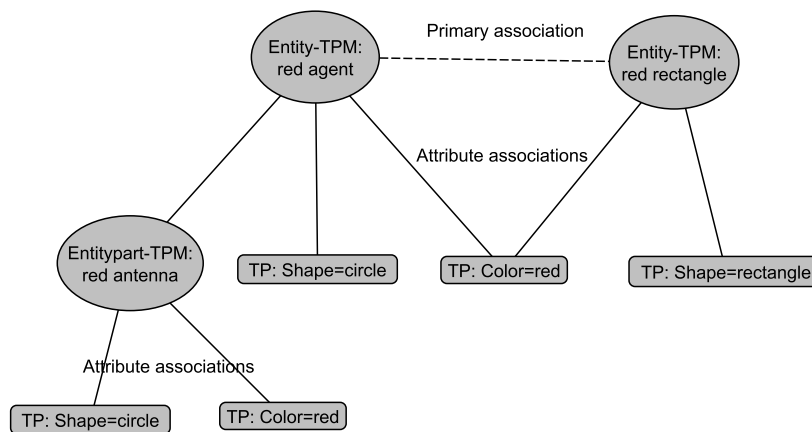 Primary association
Entity-TPM:
red agent
Entity-TPM:
red rectangle
Attribute associations
Entitypart-TPM:
red antenna
TP: Shape=circle
TP: Color=red
TP: Shape=rectangle
Attribute associations
TP: Shape=circle
TP: Color=red